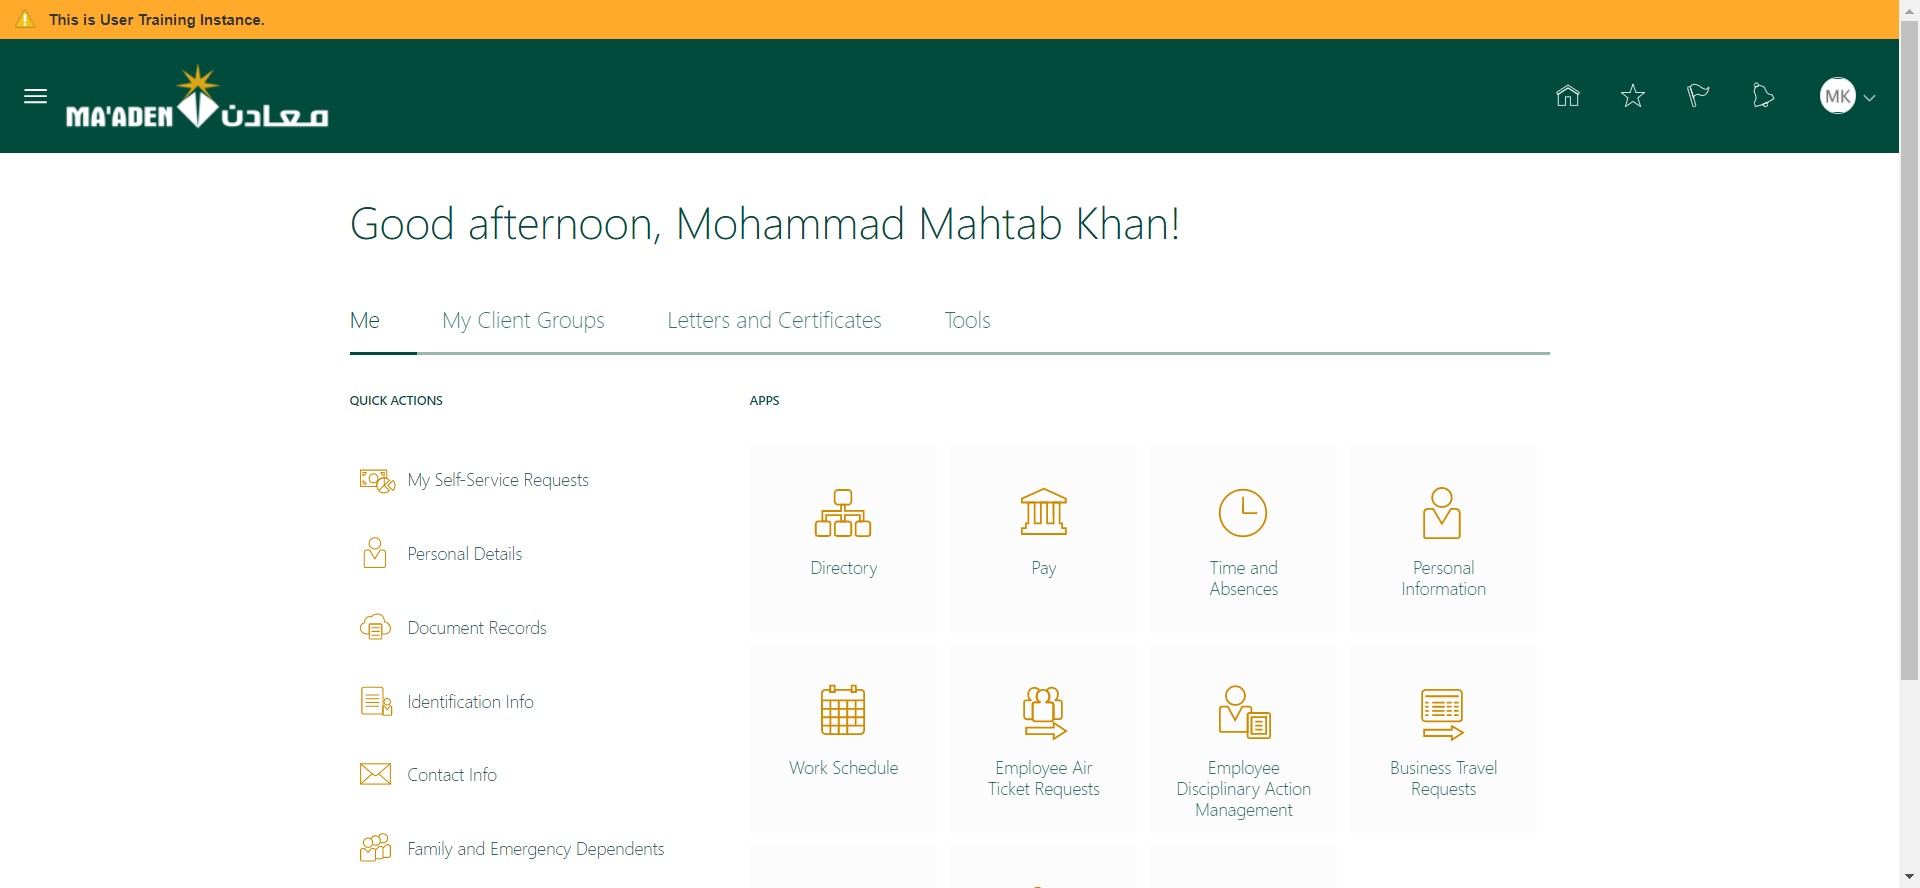 This is User Training Instance.
MA'ADEN معادن
MK
Good afternoon, Mohammad Mahtab Khan!
Me
My Client Groups
Letters and Certificates
Tools
QUICK ACTIONS
My Self-Service Requests
Personal Details
Document Records
Identification Info
Contact Info
Family and Emergency Dependents
APPS
Directory
Pay
Time and
Absences
Personal
Information
Work Schedule
Employee Air
Ticket Requests
Employee
Disciplinary Action
Management
Business Travel
Requests